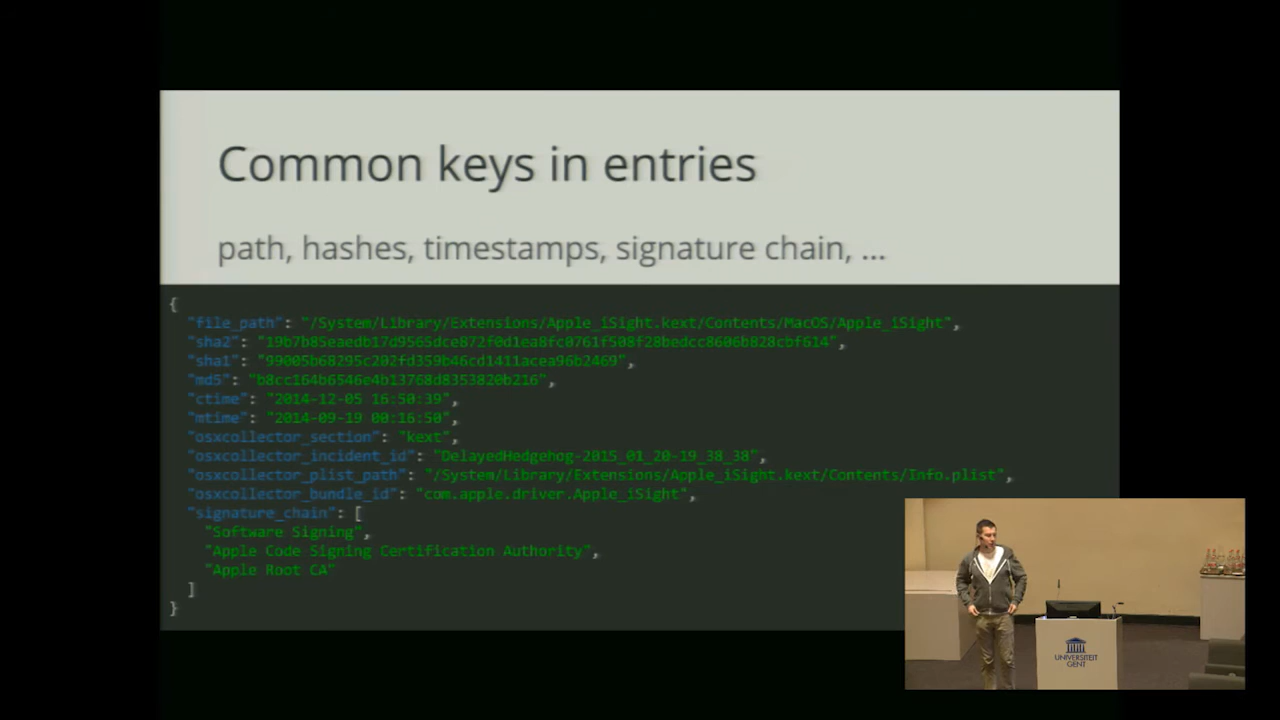 Common keys in entries
path, hashes, timestamps, signature chain, ...
{
"file_path": "/System/Library/Extensions/Apple_iSight.kext/Contents/MacOS/Apple_iSight",
"sha2": "19b7b85eaedb17d9565dce872f0d1ea8fc0761f508f28bedcc8606b828cbf614",
"sha1": "99005b68295c202fd359b46cd1411acea96b2469",
"md5": "b8cc164b6546e4b13768d8353820b216",
"ctime": "2014-12-05 16:50:39",
"mtime": "2014-09-19 00:16:50",
"osxcollector_section": "kext",
"osxcollector_incident_id": "DelayedHedgehog-2015_01_20-19_38_38",
"osxcollector_plist_path": "/System/Library/Extensions/Apple_iSight.kext/Contents/Info.plist",
"osxcollector_bundle_id": "com.apple.driver.Apple_iSight",
"signature_chain": [
"Software Signing",
"Apple Code Signing Certification Authority",
"Apple Root CA"
]
}
UNIVERSITEIT
GENT